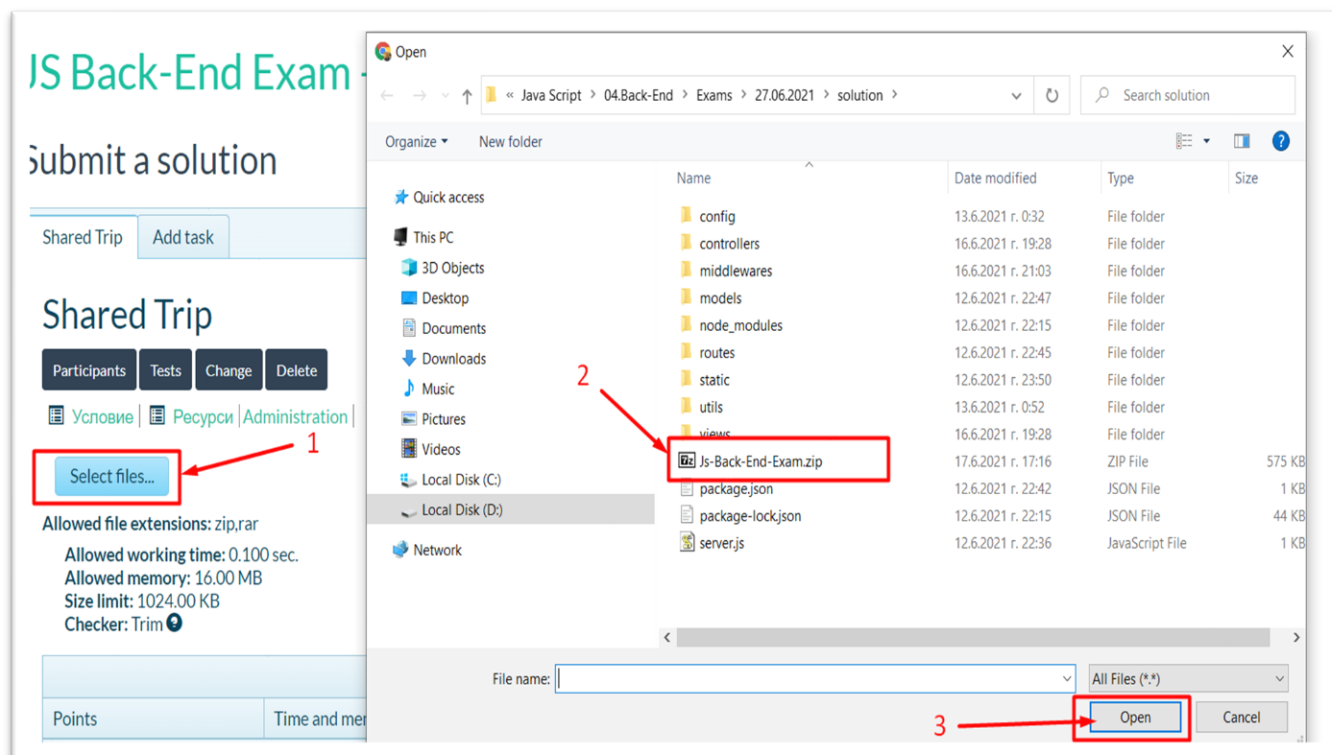 JS Back-End Exam -
Submit a solution
Shared Trip
Add task
Shared Trip
Participants
Tests
Change
Delete
Условие
Ресурси
Administration
1
Select files...
Allowed file extensions: zip,rar
Allowed working time: 0.100 sec.
Allowed memory: 16.00 MB
Size limit: 1024.00 KB
Checker: Trim ?
Points
Time and mem
Open
« Java Script > 04.Back-End > Exams > 27.06.2021 > solution >
Search solution
Organize
New folder
?
Quick access
This PC
3D Objects
Desktop
Documents
Downloads
Music
Pictures
Videos
Local Disk (C:)
Local Disk (D:)
Network
Name Date modified Type Size
config 13.6.2021 г. 0:32 File folder
controllers 16.6.2021 г. 19:28 File folder
middlewares 16.6.2021 г. 21:03 File folder
models 12.6.2021 г. 22:47 File folder
node_modules 12.6.2021 г. 22:15 File folder
routes 12.6.2021 г. 22:45 File folder
static 12.6.2021 г. 23:50 File folder
utils 13.6.2021 г. 0:52 File folder
views 16.6.2021 г. 19:28 File folder
2
7z Js-Back-End-Exam.zip 17.6.2021 г. 17:16 ZIP File 575 KB
package.json 12.6.2021 г. 22:42 JSON File 1 KB
package-lock.json 12.6.2021 г. 22:15 JSON File 44 KB
server.js 12.6.2021 г. 22:36 JavaScript File 1 KB
File name:
All Files (*.*)
3
Open
Cancel